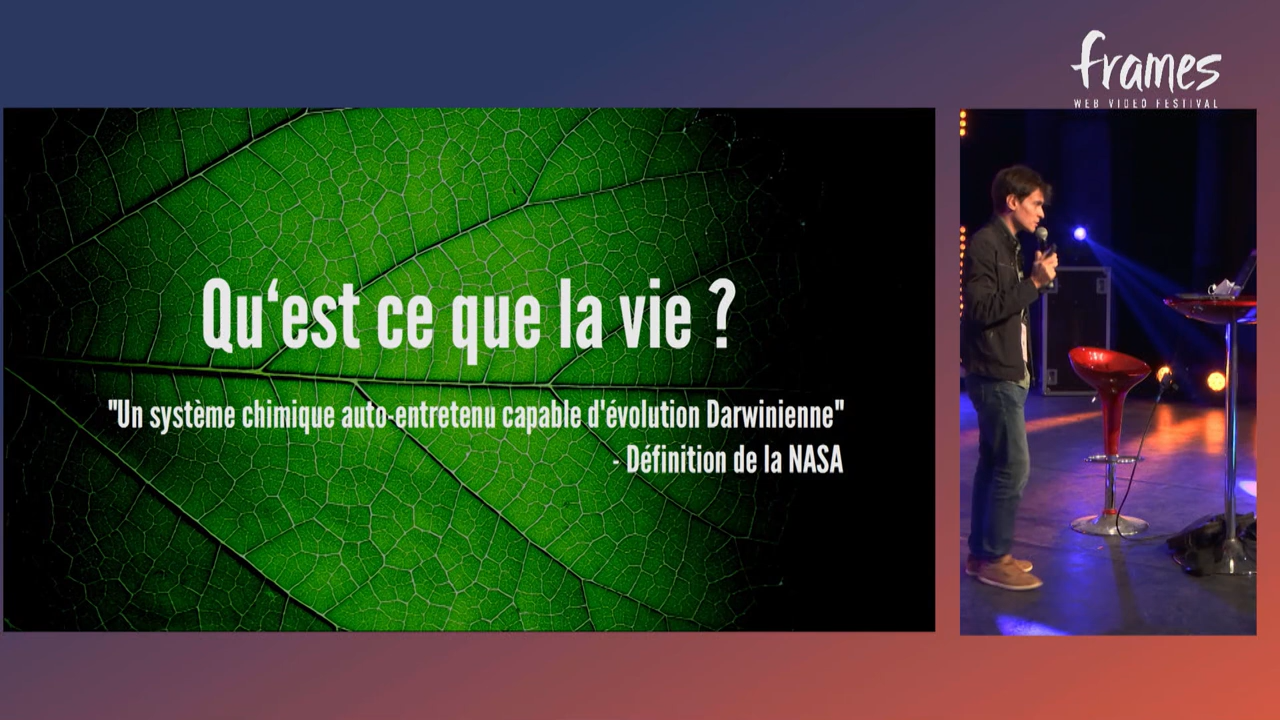 frames
WEB VIDEO FESTIVAL
Qu‘est ce que la vie ?
"Un système chimique auto-entretenu capable d'évolution Darwinienne"
- Définition de la NASA